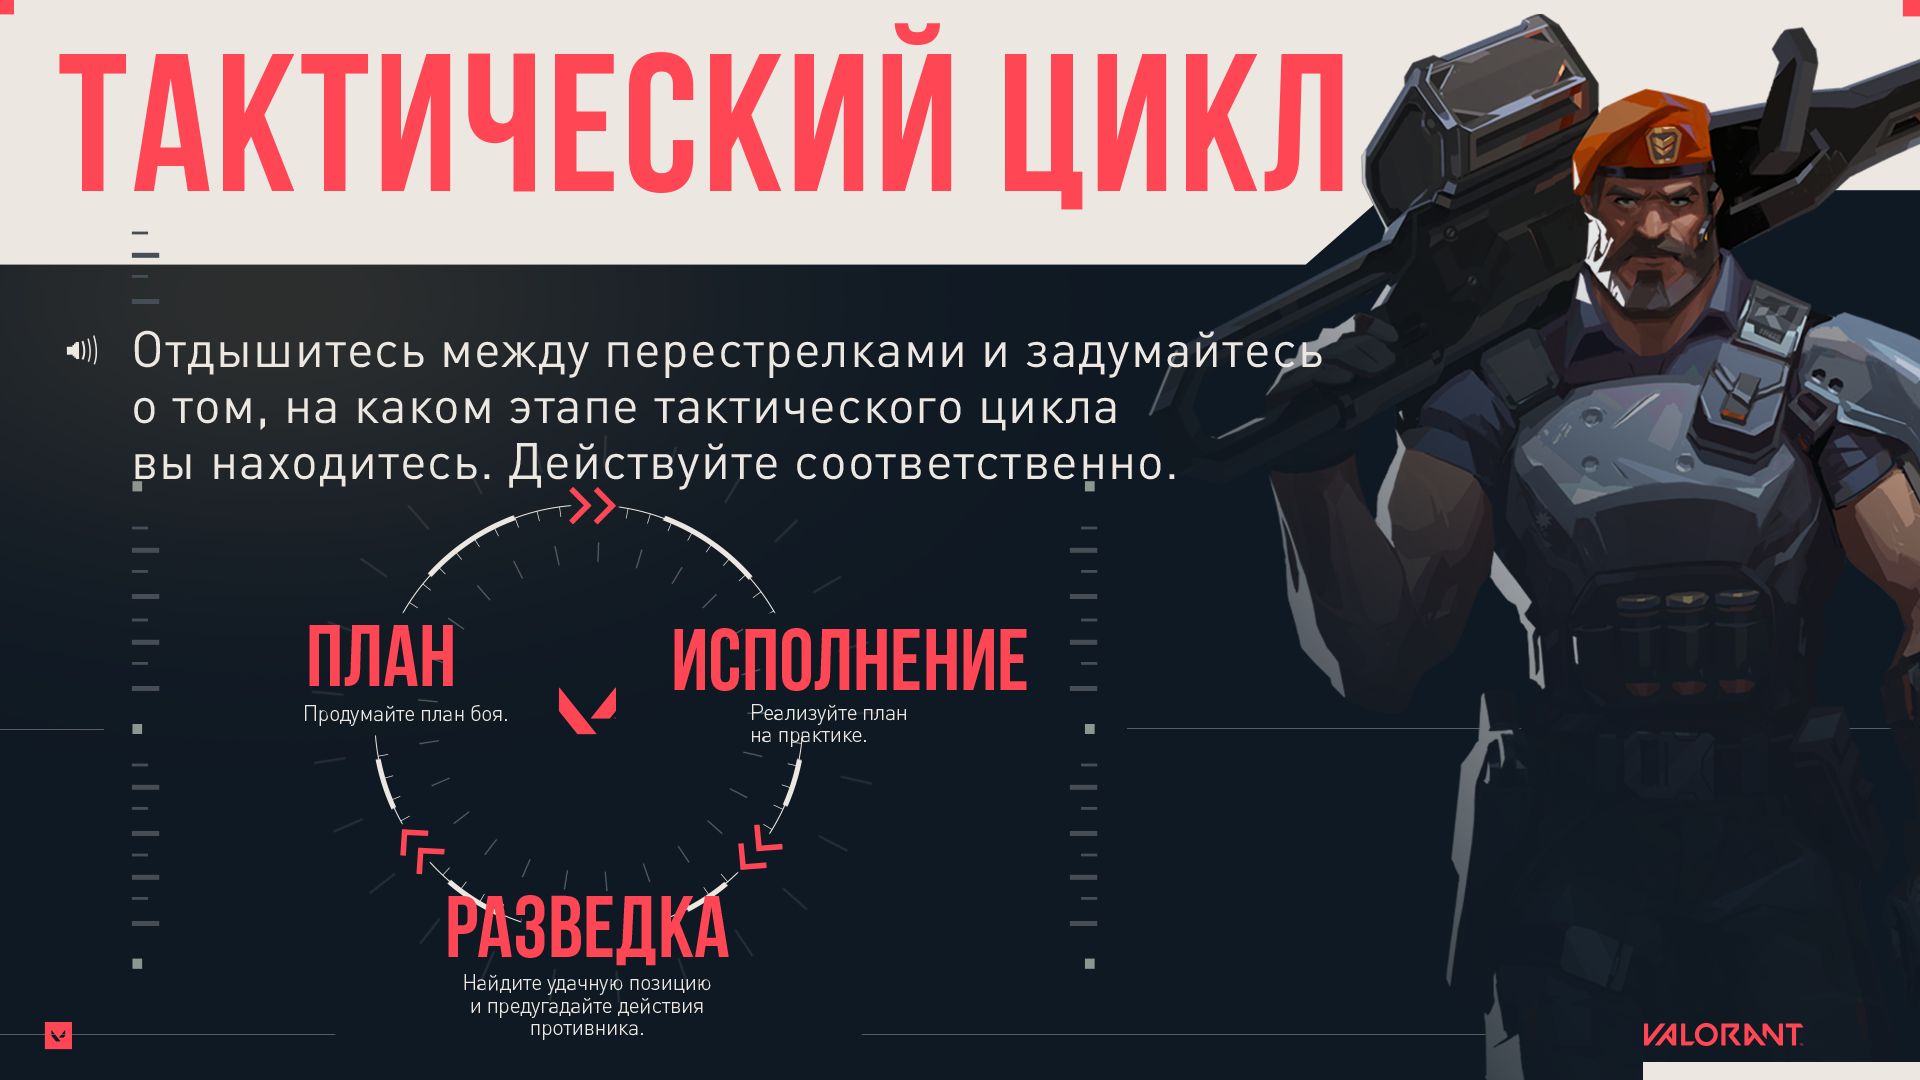 ТАКТИЧЕСКИЙ ЦИКЛ
Отдышитесь между перестрелками и задумайтесь
о том, на каком этапе тактического цикла
вы находитесь. Действуйте соответственно.
ПЛАН
Продумайте план боя.
ИСПОЛНЕНИЕ
Реализуйте план
на практике.
РАЗВЕДКА
Найдите удачную позицию
и предугадайте действия
противника.
VALORANT